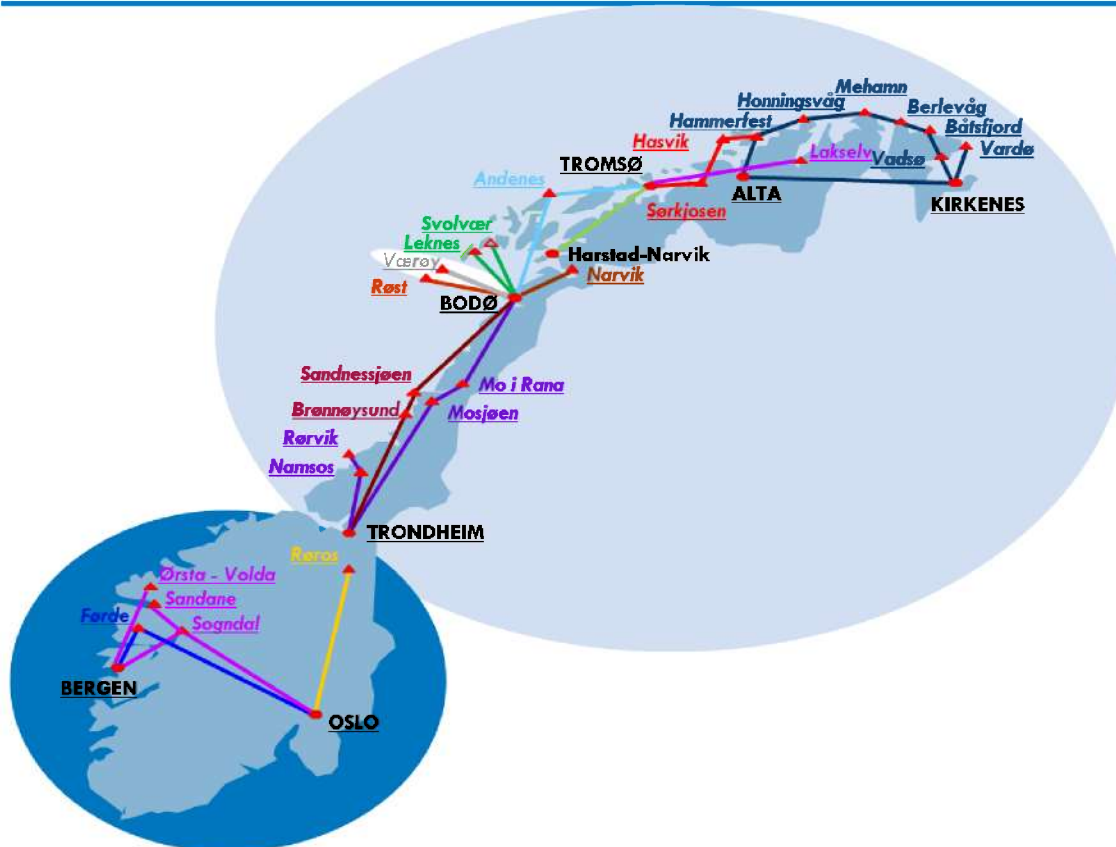 Mehamn
Honningsvåg
Berlevåg
Hammerfest
Båtsfjord
Hasvik
Vardø
Lakselv
Vadsø
TROMSØ
Andenes
ALTA
KIRKENES
Sørkjosen
Svolvær
Leknes
Harstad-Narvik
Værøy
Narvik
Røst
BODØ
Sandnessjøen
Mo i Rana
Brønnøysund
Mosjøen
Rørvik
Namsos
TRONDHEIM
Røros
Ørsta - Volda
Sandane
Førde
Sogndal
BERGEN
OSLO